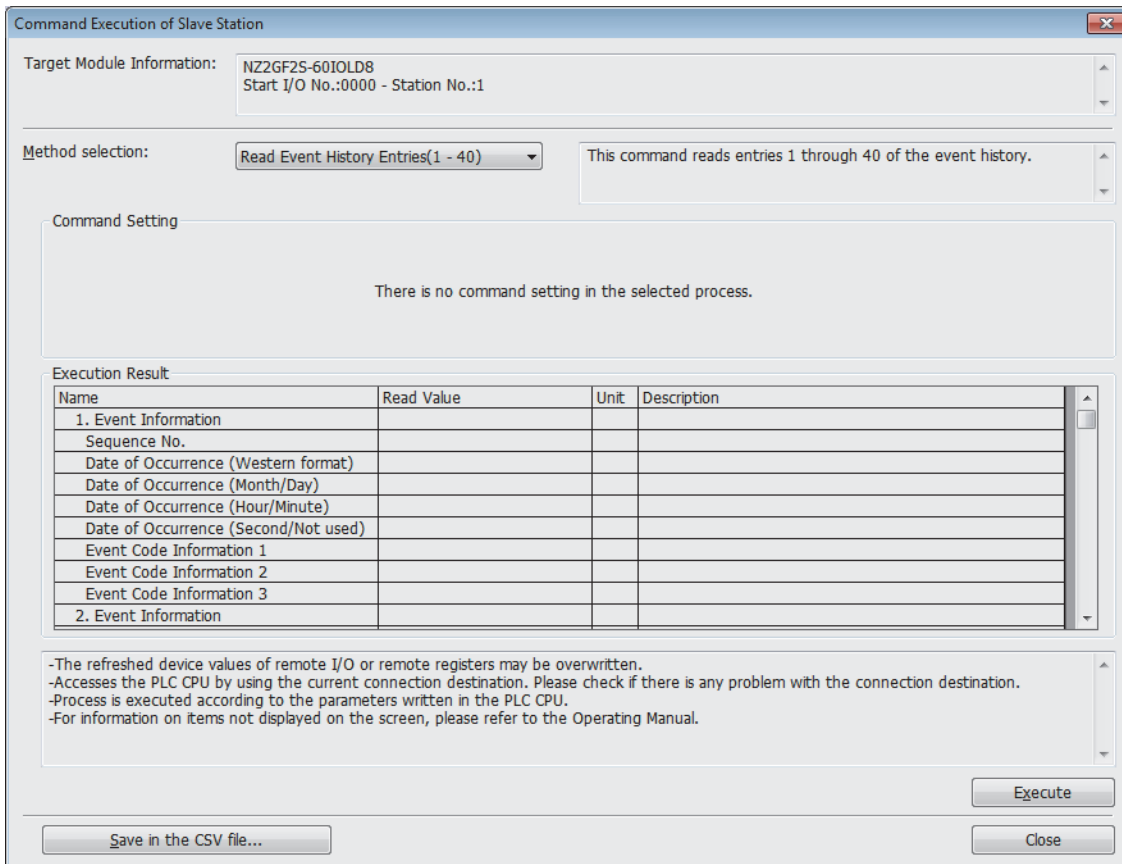 Command Execution of Slave Station
Target Module Information:
NZ2GF2S-60IOLD8
Start I/O No.:0000 - Station No.:1
Method selection:
Read Event History Entries(1 - 40)
This command reads entries 1 through 40 of the event history.
Command Setting
There is no command setting in the selected process.
Execution Result
Name Read Value Unit Description
1. Event Information
Sequence No.
Date of Occurrence (Western format)
Date of Occurrence (Month/Day)
Date of Occurrence (Hour/Minute)
Date of Occurrence (Second/Not used)
Event Code Information 1
Event Code Information 2
Event Code Information 3
2. Event Information
-The refreshed device values of remote I/O or remote registers may be overwritten.
-Accesses the PLC CPU by using the current connection destination. Please check if there is any problem with the connection destination.
-Process is executed according to the parameters written in the PLC CPU.
-For information on items not displayed on the screen, please refer to the Operating Manual.
Execute
Save in the CSV file...
Close